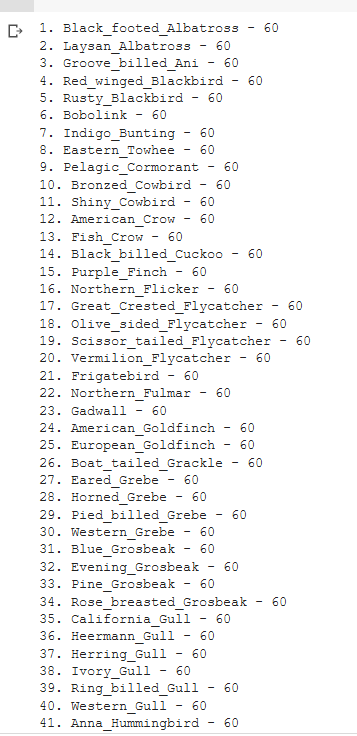 1. Black_footed_Albatross - 60
2. Laysan_Albatross - 60
3. Groove_billed_Ani - 60
4. Red_winged_Blackbird - 60
5. Rusty_Blackbird - 60
6. Bobolink - 60
7. Indigo_Bunting - 60
8. Eastern_Towhee - 60
9. Pelagic_Cormorant - 60
10. Bronzed_Cowbird - 60
11. Shiny_Cowbird - 60
12. American_Crow - 60
13. Fish_Crow - 60
14. Black_billed_Cuckoo - 60
15. Purple_Finch - 60
16. Northern_Flicker - 60
17. Great_Crested_Flycatcher - 60
18. Olive_sided_Flycatcher - 60
19. Scissor_tailed_Flycatcher - 60
20. Vermilion_Flycatcher - 60
21. Frigatebird - 60
22. Northern_Fulmar - 60
23. Gadwall - 60
24. American_Goldfinch - 60
25. European_Goldfinch - 60
26. Boat_tailed_Grackle - 60
27. Eared_Grebe - 60
28. Horned_Grebe - 60
29. Pied_billed_Grebe - 60
30. Western_Grebe - 60
31. Blue_Grosbeak - 60
32. Evening_Grosbeak - 60
33. Pine_Grosbeak - 60
34. Rose_breasted_Grosbeak - 60
35. California_Gull - 60
36. Heermann_Gull - 60
37. Herring_Gull - 60
38. Ivory_Gull - 60
39. Ring_billed_Gull - 60
40. Western_Gull - 60
41. Anna_Hummingbird - 60